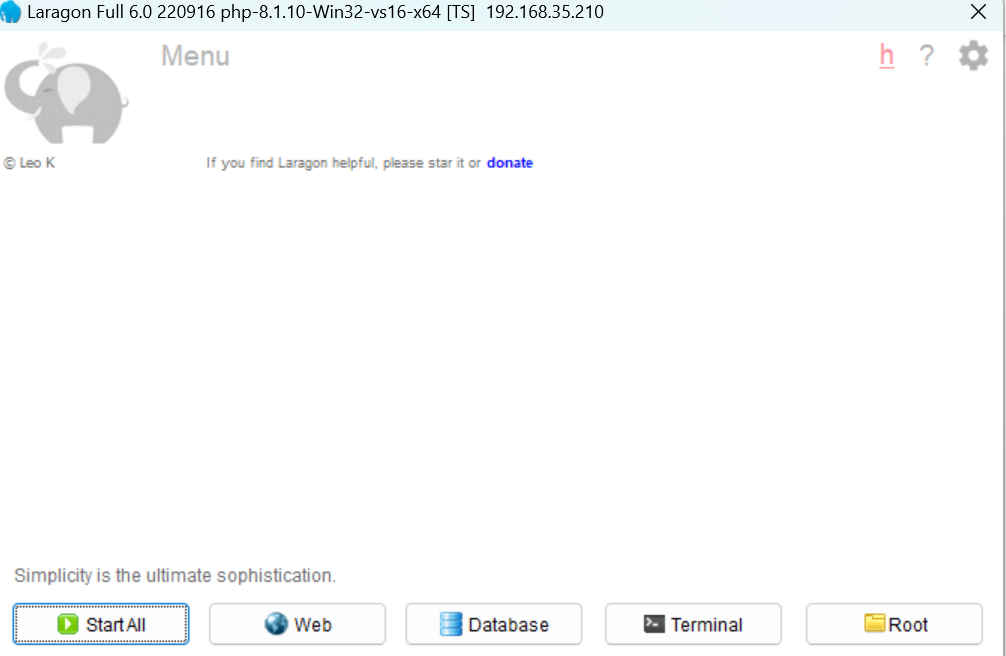 Laragon Full 6.0 220916 php-8.1.10-Win32-vs16-x64 [TS] 192.168.35.210
Menu
h ?
© Leo K
If you find Laragon helpful, please star it or donate
Simplicity is the ultimate sophistication.
Start All Web Database Terminal Root